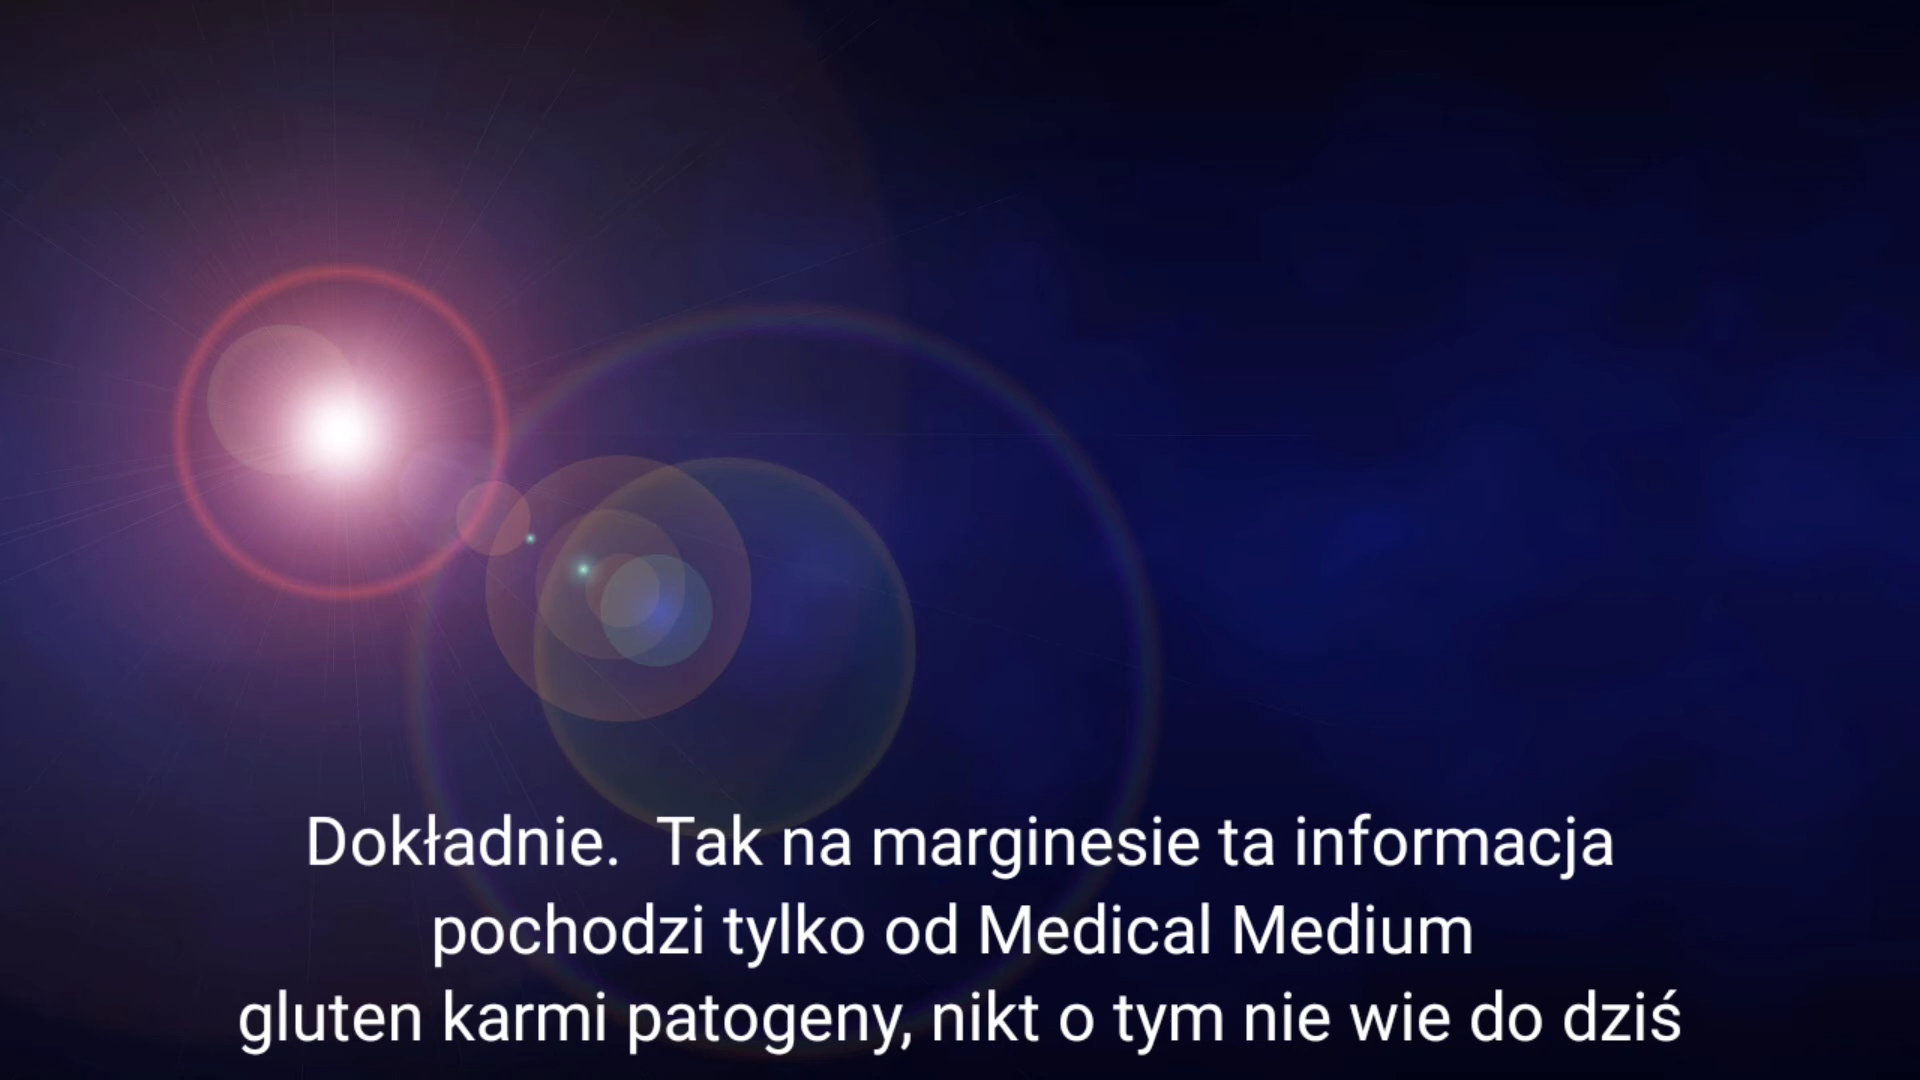 Dokładnie.  Tak na marginesie ta informacja
pochodzi tylko od Medical Medium
gluten karmi patogeny, nikt o tym nie wie do dziś